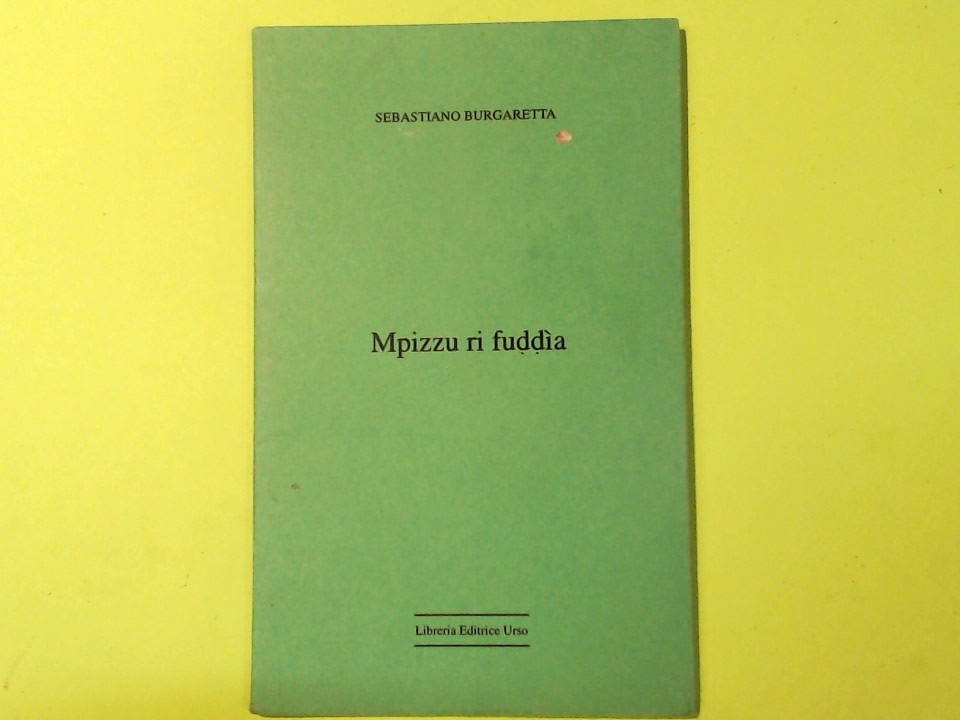 SEBASTIANO BURGARETTA
Mpizzu ri fuḍḍìa
Libreria Editrice Urso